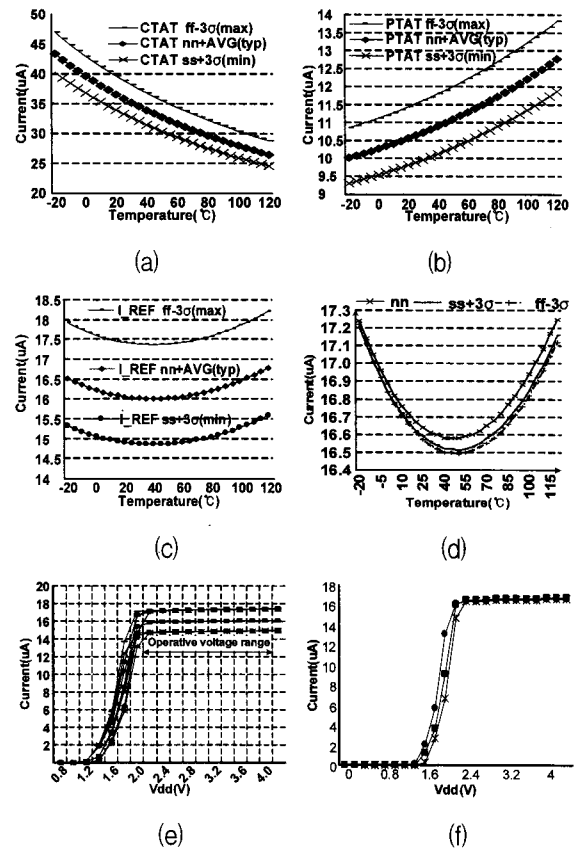 CTAT ff-3σ(max)
CTAT nn+AVG(typ)
CTAT ss+3σ(min)
50
45
40
35
30
25
20
Current(uA)
-20 0 20 40 60 80 100 120
Temperature(℃)
(a)
PTAT ff-3σ(max)
PTAT nn+AVG(typ)
PTAT ss+3σ(min)
14
13.5
13
12.5
12
11.5
11
10.5
10
9.5
9
Current(uA)
-20 0 20 40 60 80 100 120
Temperature(℃)
(b)
I_REF ff-3σ(max)
I_REF nn+AVG(typ)
I_REF ss+3σ(min)
18.5
18
17.5
17
16.5
16
15.5
15
14.5
14
Current(uA)
-20 0 20 40 60 80 100 120
Temperature(℃)
(c)
nn ss+3σ ff-3σ
17.3
17.2
17.1
17.0
16.9
16.8
16.7
16.6
16.5
16.4
Current(uA)
-20 -5 10 25 40 55 70 85 100 115
Temperature(℃)
(d)
20
18
16
14
12
10
8
6
4
2
Current(uA)
Operative voltage range
0.8 1.2 1.6 2.0 2.4 2.8 3.2 3.6 4.0
Vdd(V)
(e)
18
16
14
12
10
8
6
4
2
0
Current(uA)
0 0.8 1.6 2.4 3.2 4.0
Vdd(V)
(f)